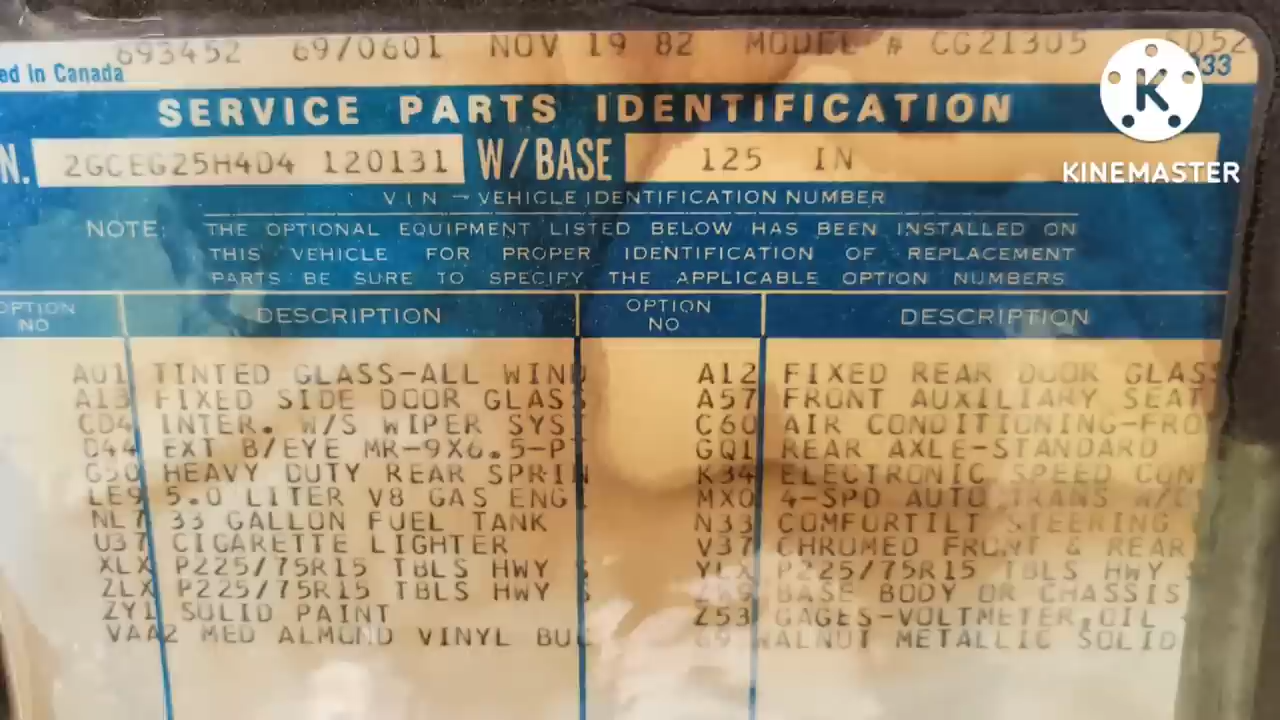 693452 69/0601 NOV 19 82 MODEL # CG21305
ed in Canada
33
K
KINEMASTER
SERVICE PARTS IDENTIFICATION
N. 2GCEG25H4D4 120131 W/BASE 125 IN
VIN — VEHICLE IDENTIFICATION NUMBER
NOTE: THE OPTIONAL EQUIPMENT LISTED BELOW HAS BEEN INSTALLED ON
THIS VEHICLE FOR PROPER IDENTIFICATION OF REPLACEMENT
PARTS BE SURE TO SPECIFY THE APPLICABLE OPTION NUMBERS
OPTION NO DESCRIPTION OPTION NO DESCRIPTION
A01 TINTED GLASS-ALL WIND A12 FIXED REAR DOOR GLASS
A13 FIXED SIDE DOOR GLASS A57 FRONT AUXILIARY SEAT
CD4 INTER. W/S WIPER SYS C60 AIR CONDITIONING-FRO
D44 EXT B/EYE MR-9X6.5-P GQ1 REAR AXLE-STANDARD
G50 HEAVY DUTY REAR SPRIN K34 ELECTRONIC SPEED CON
LE9 5.0 LITER V8 GAS ENG MX0 4-SPD AUTO TRANS
NL7 33 GALLON FUEL TANK N33 COMFORTILT STEERING
U37 CIGARETTE LIGHTER V37 CHROMED FRONT & REAR
XLX P225/75R15 TBLS HWY YLX P225/75R15 TBLS HWY
ZLX P225/75R15 TBLS HWY BASE BODY OR CHASSIS
ZY1 SOLID PAINT Z53 GAGES-VOLTMETER,OIL
VAA2 MED ALMOND VINYL BUC 69 WALNUT METALLIC SOLID